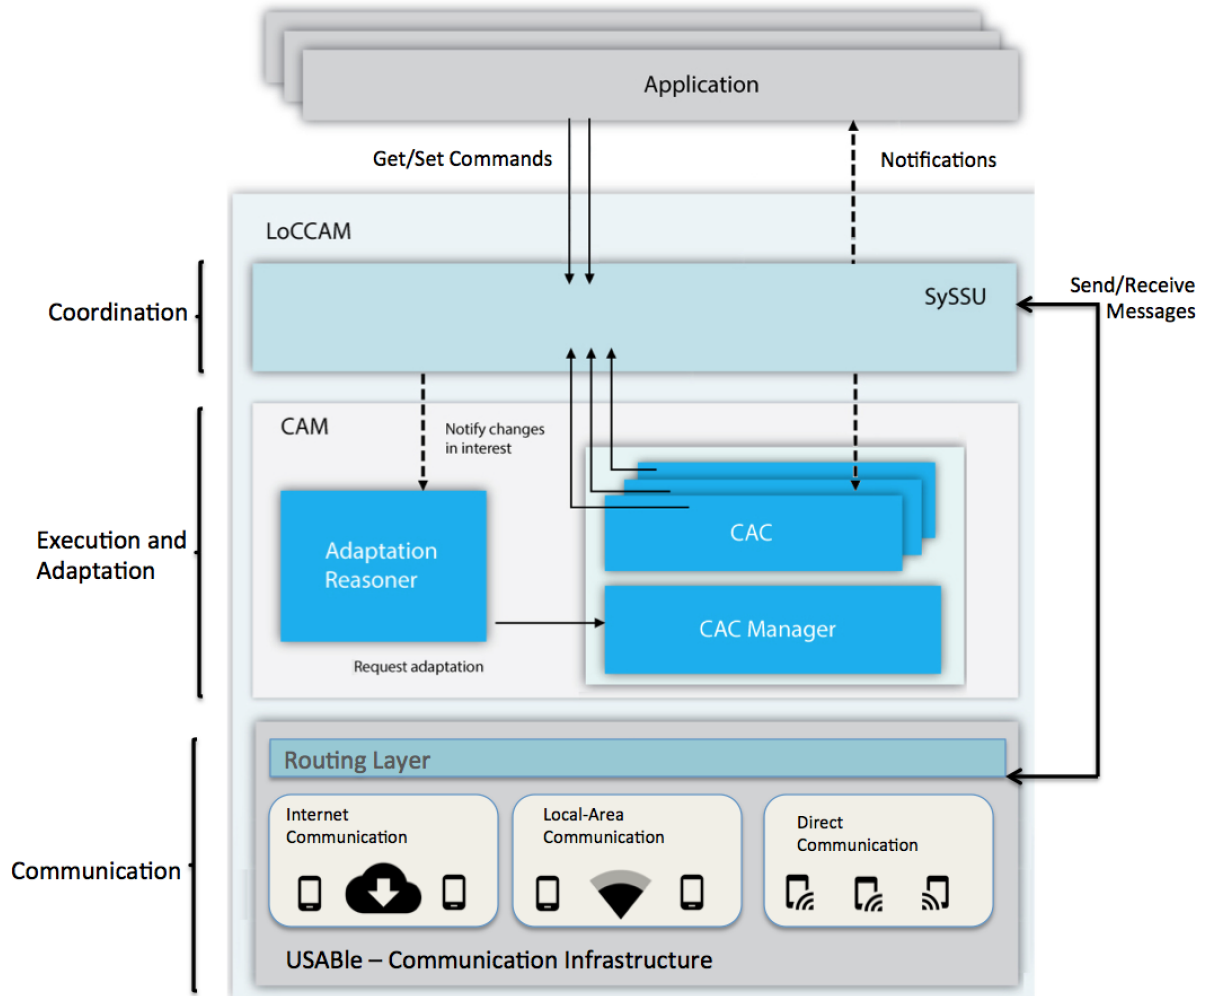 Application
Get/Set Commands
Notifications
LoCCAM
SySSU
Send/Receive
Messages
Coordination
CAM
Notify changes
in interest
Execution and
Adaptation
Adaptation
Reasoner
CAC
CAC Manager
Request adaptation
Routing Layer
Internet
Communication
Local-Area
Communication
Direct
Communication
Communication
USABle – Communication Infrastructure